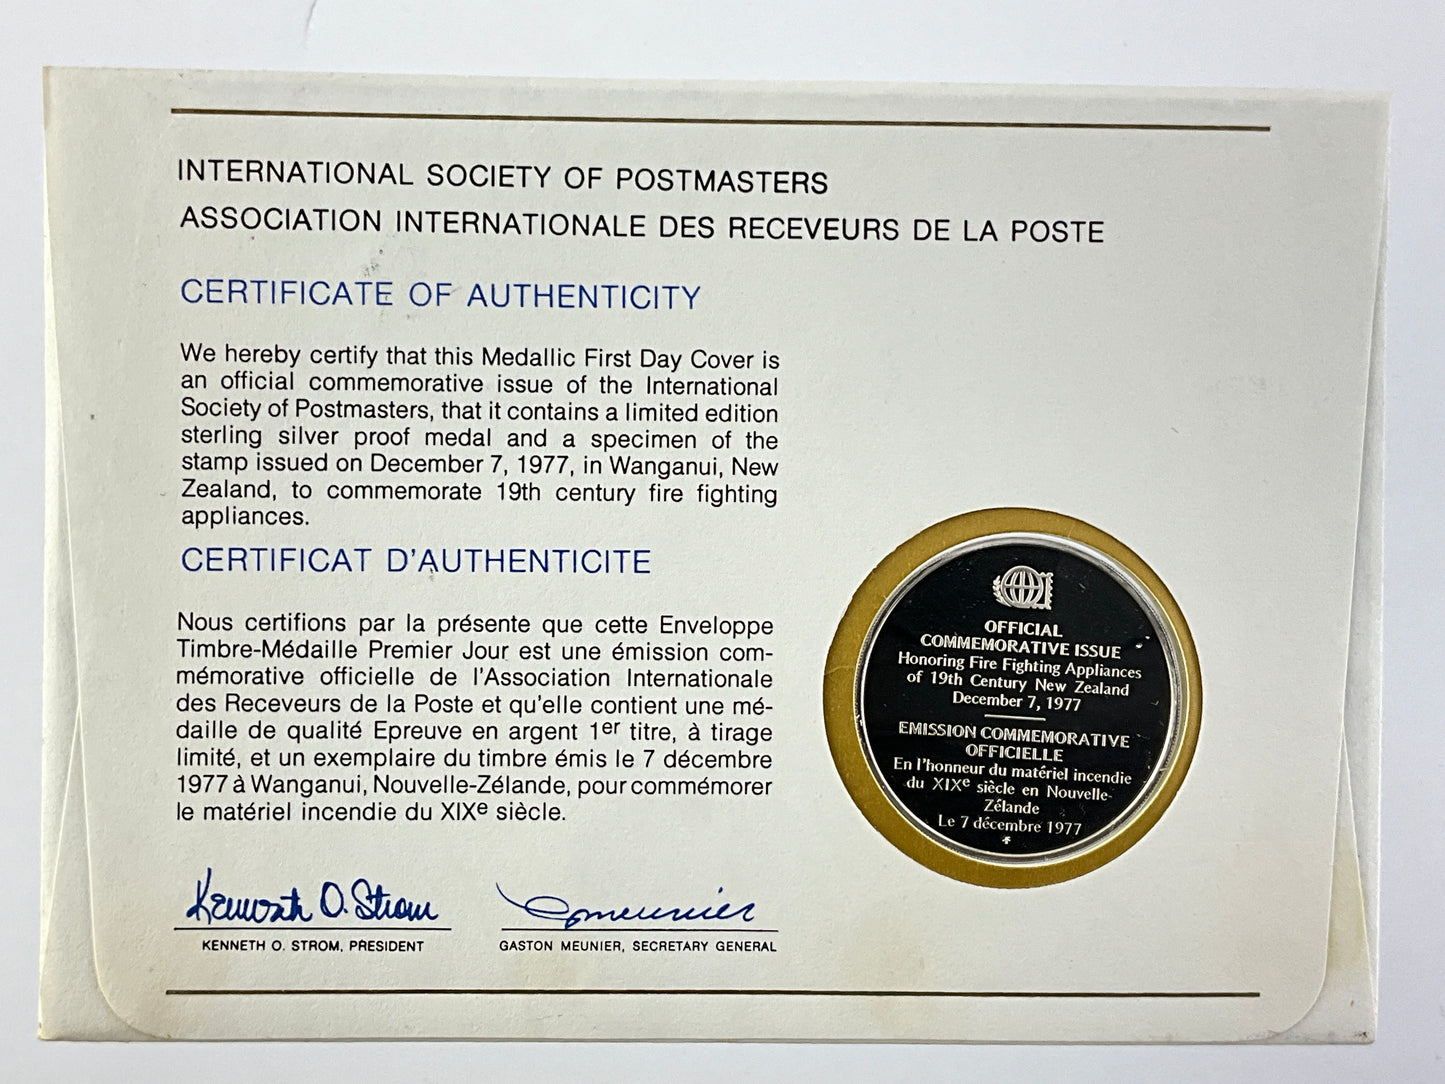 INTERNATIONAL SOCIETY OF POSTMASTERS
ASSOCIATION INTERNATIONALE DES RECEVEURS DE LA POSTE
CERTIFICATE OF AUTHENTICITY
We hereby certify that this Medallic First Day Cover is
an official commemorative issue of the International
Society of Postmasters, that it contains a limited edition
sterling silver proof medal and a specimen of the
stamp issued on December 7, 1977, in Wanganui, New
Zealand, to commemorate 19th century fire fighting
appliances.
CERTIFICAT D'AUTHENTICITE
Nous certifions par la présente que cette Enveloppe
Timbre-Médaille Premier Jour est une émission com-
mémorative officielle de l'Association Internationale
des Receveurs de la Poste et qu'elle contient une mé-
daille de qualité Epreuve en argent 1er titre, à tirage
limité, et un exemplaire du timbre émis le 7 décembre
1977 à Wanganui, Nouvelle-Zélande, pour commémorer
le matériel incendie du XIXe siècle.
Kenneth O. Strom
KENNETH O. STROM, PRESIDENT
GMeunier
GASTON MEUNIER, SECRETARY GENERAL
OFFICIAL
COMMEMORATIVE ISSUE
Honoring Fire Fighting Appliances
of 19th Century New Zealand
December 7, 1977
EMISSION COMMEMORATIVE
OFFICIELLE
En l'honneur du matériel incendie
du XIXe siècle en Nouvelle-
Zélande
Le 7 décembre 1977